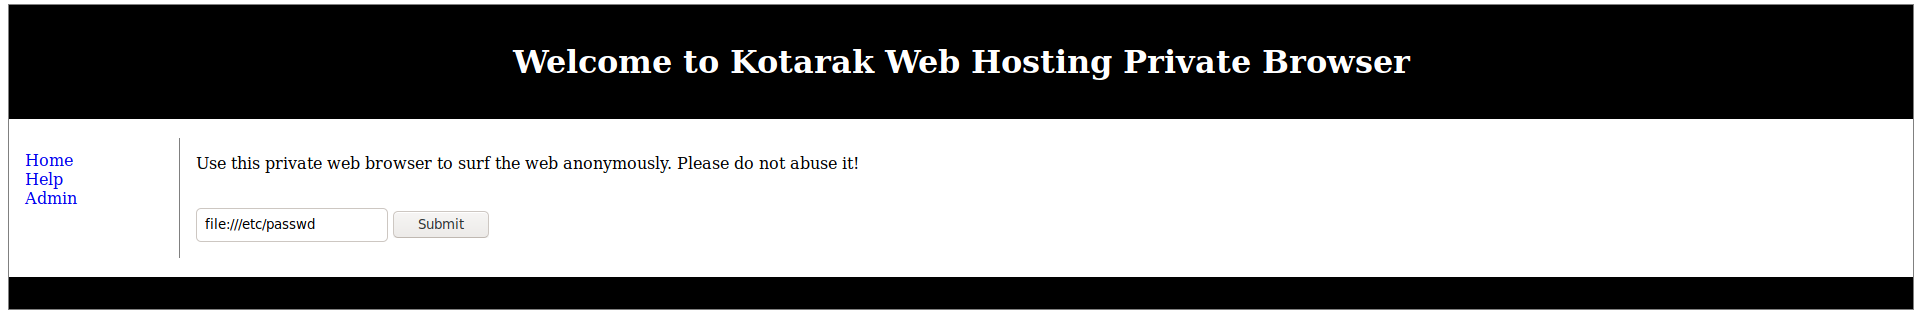 Welcome to Kotarak Web Hosting Private Browser
Home
Help
Admin
Use this private web browser to surf the web anonymously. Please do not abuse it!
file:///etc/passwd Submit